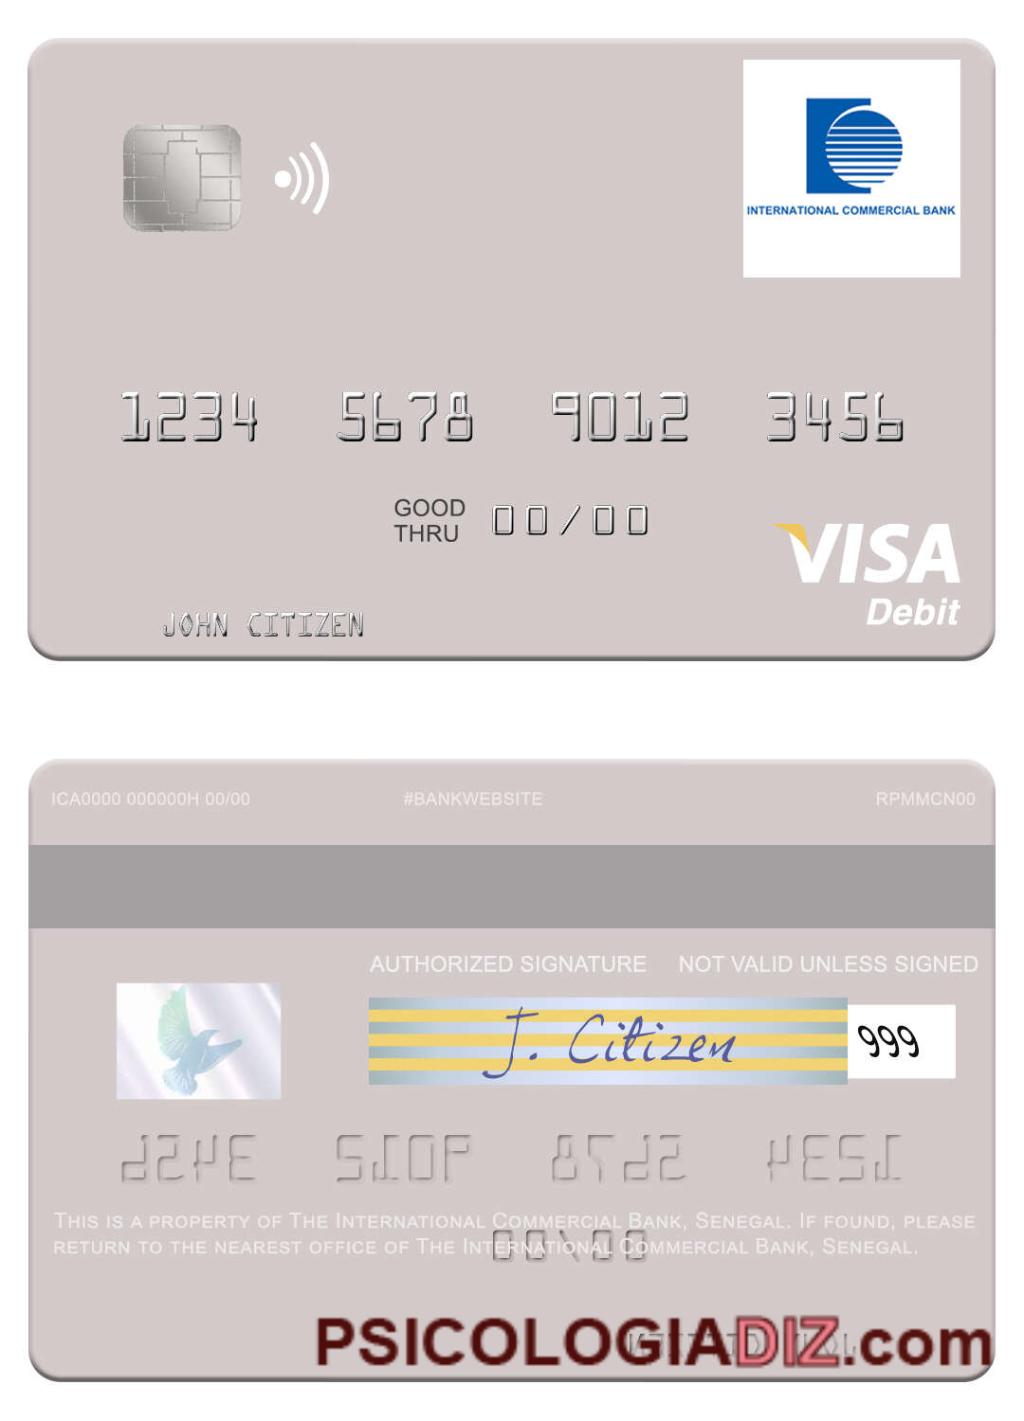 INTERNATIONAL COMMERCIAL BANK
1234 5678 9012 3456
GOOD
THRU 00/00
VISA
Debit
JOHN CITIZEN
ICA0000 000000H 00/00 #BANKWEBSITE RPMMCN00
AUTHORIZED SIGNATURE NOT VALID UNLESS SIGNED
J. Citizen 999
THIS IS A PROPERTY OF THE INTERNATIONAL COMMERCIAL BANK, SENEGAL. IF FOUND, PLEASE
RETURN TO THE NEAREST OFFICE OF THE INTERNATIONAL COMMERCIAL BANK, SENEGAL.
PSICOLOGIADIZ.com